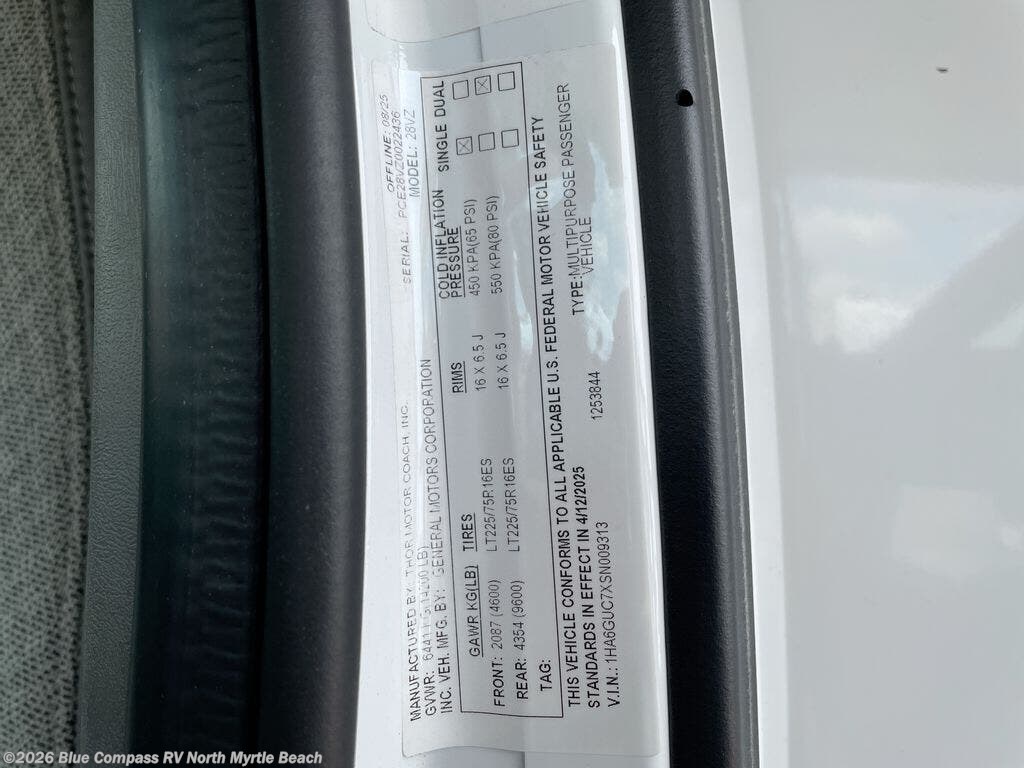 OFFLINE: 08/25
SERIAL: PCE28VZ0022436
MODEL: 28VZ
MANUFACTURED BY: THOR MOTOR COACH, INC.
GVWR: 6441 KG(14200 LB)
INC. VEH. MFG. BY: GENERAL MOTORS CORPORATION
GAWR KG(LB) TIRES RIMS COLD INFLATION PRESSURE SINGLE DUAL
FRONT: 2087 (4600) LT225/75R16ES 16 X 6.5 J 450 KPA(65 PSI)
REAR: 4354 (9600) LT225/75R16ES 16 X 6.5 J 550 KPA(80 PSI)
TAG:
THIS VEHICLE CONFORMS TO ALL APPLICABLE U.S. FEDERAL MOTOR VEHICLE SAFETY
STANDARDS IN EFFECT IN 4/12/2025 1253844 TYPE:MULTIPURPOSE PASSENGER
VEHICLE
V.I.N.: 1HA6GUC7XSN009313
©2026 Blue Compass RV North Myrtle Beach